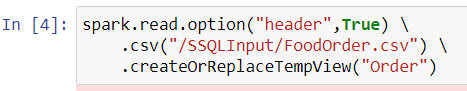 In [4]: spark.read.option("header",True) \
.csv("/SSQLInput/FoodOrder.csv") \
.createOrReplaceTempView("Order")